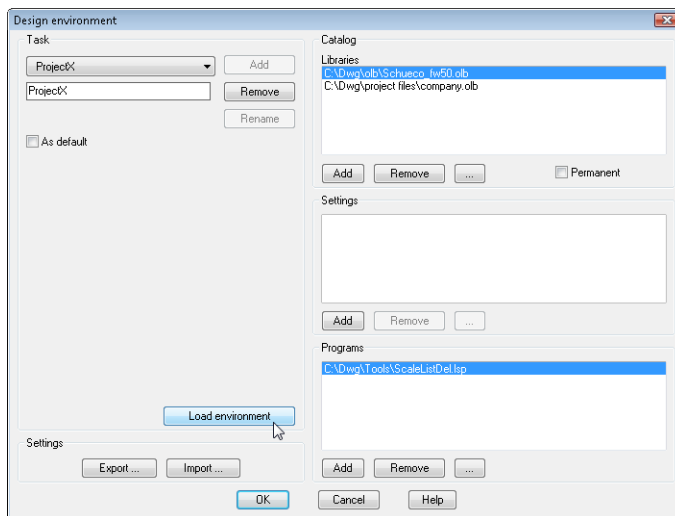 Design environment
Task
ProjectX
Add
ProjectX
Remove
Rename
As default
Load environment
Settings
Export ...
Import ...
Catalog
Libraries
C:\Dwg\olb\Schueco_fw50.olb
C:\Dwg\project files\company.olb
Add
Remove
...
Permanent
Settings
Add
Remove
...
Programs
C:\Dwg\Tools\ScaleListDel.lsp
Add
Remove
...
OK
Cancel
Help